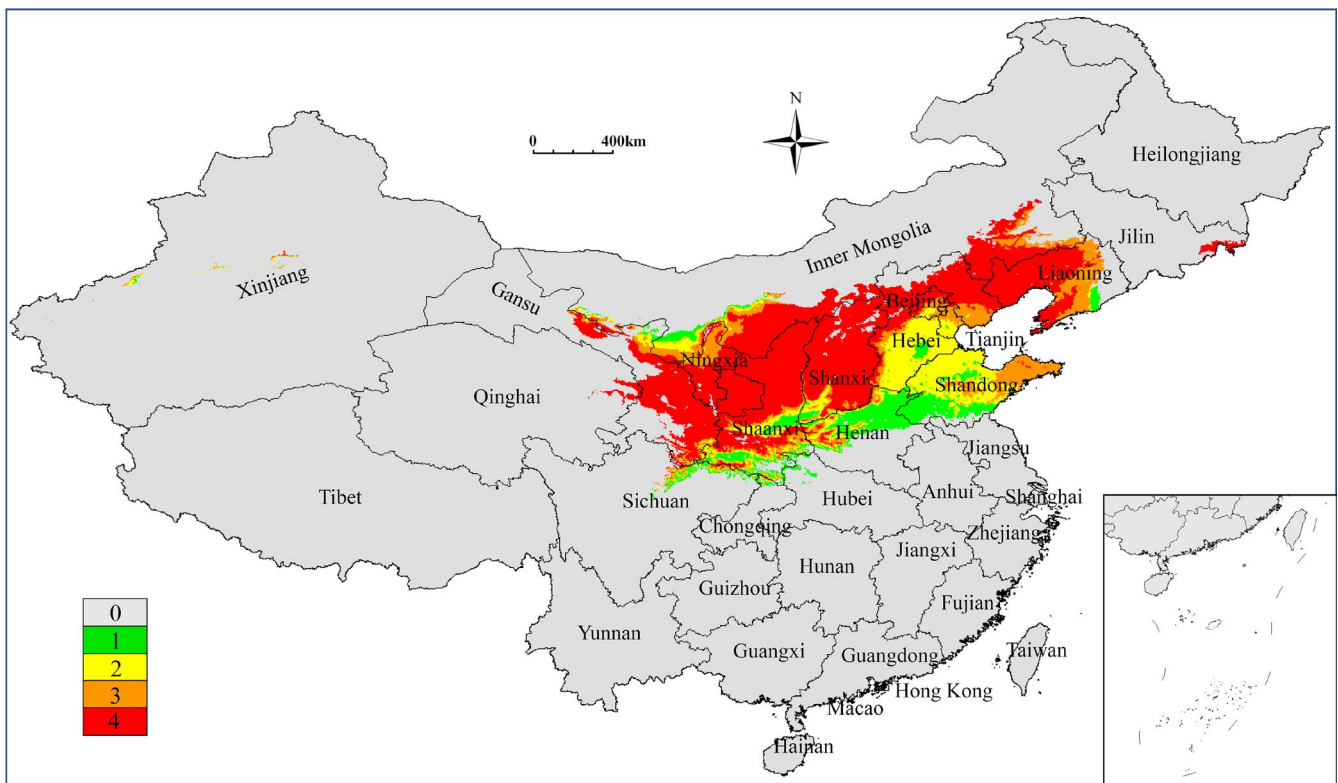 N
0 400km
Heilongjiang
Jilin
Inner Mongolia
Liaoning
Xinjiang
Gansu
Beijing
Tianjin
Hebei
Ningxia
Shanxi
Shandong
Qinghai
Shaanxi
Henan
Jiangsu
Tibet
Sichuan
Hubei
Anhui
Shanghai
Chongqing
Zhejiang
Jiangxi
Hunan
Guizhou
Fujian
Yunnan
Guangxi
Guangdong
Taiwan
Hong Kong
Macao
Hainan
0
1
2
3
4